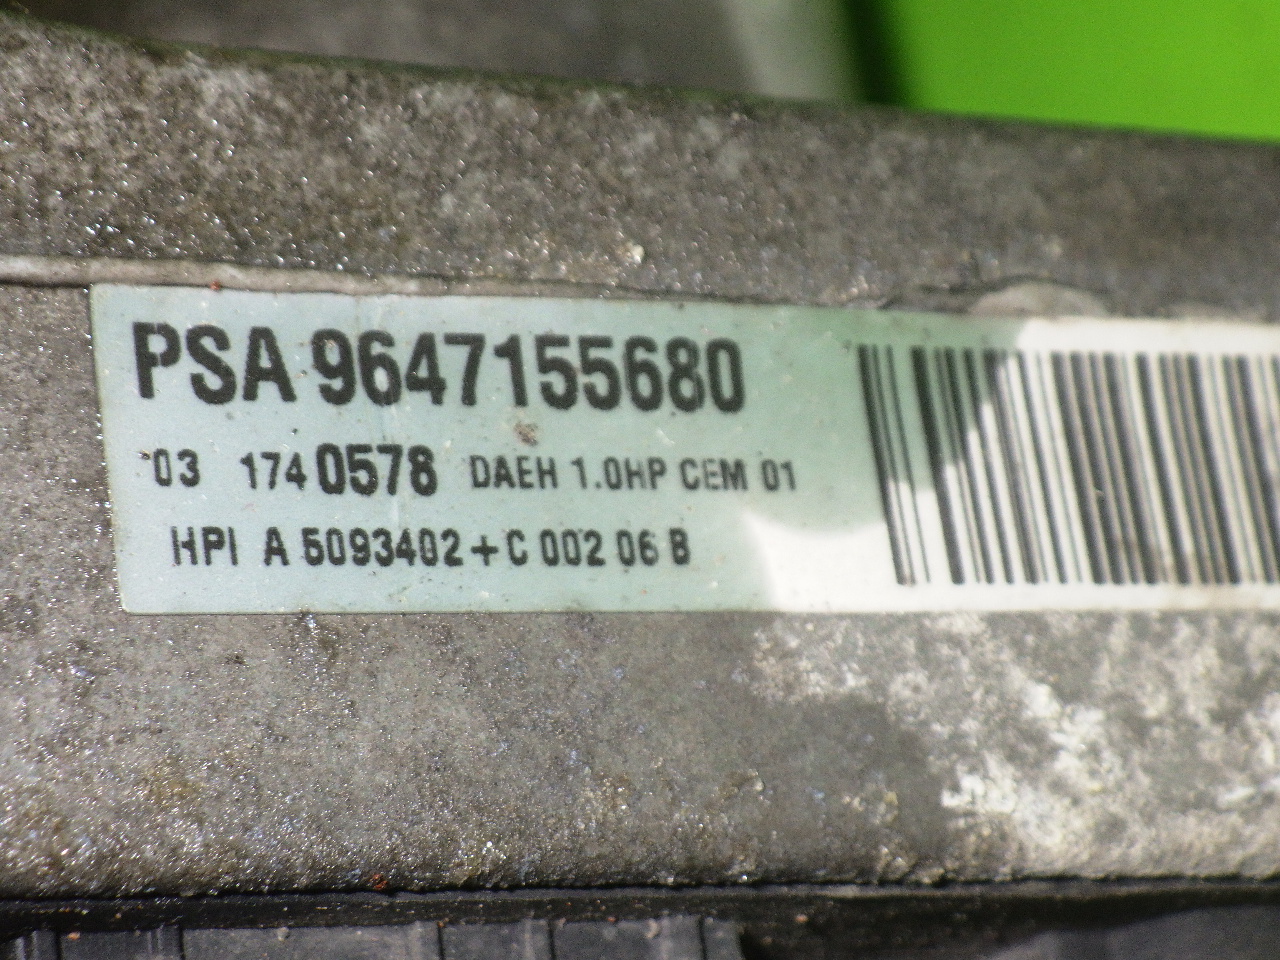 PSA 9647155680
03 174 0578 DAEH 1.0HP CEM 01
HPI A 5093402+C 002 06 B